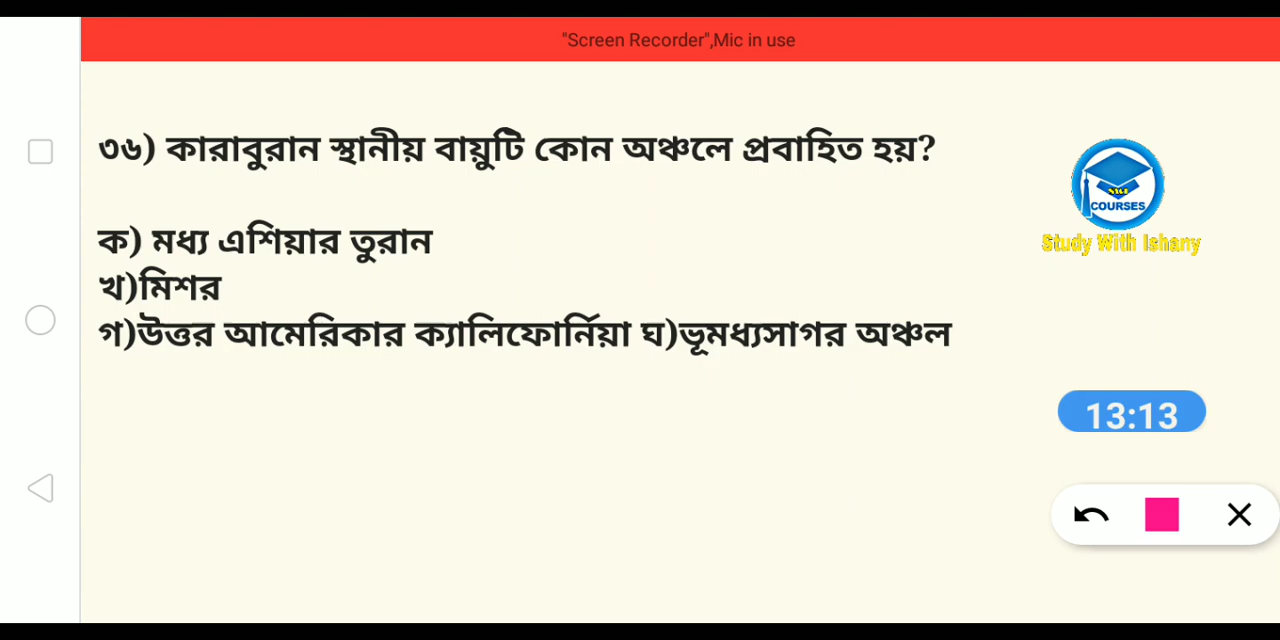 "Screen Recorder",Mic in use
৩৬) কারাবুরান স্থানীয় বায়ুটি কোন অঞ্চলে প্রবাহিত হয়?
ক) মধ্য এশিয়ার তুরান
খ)মিশর
গ)উত্তর আমেরিকার ক্যালিফোর্নিয়া ঘ)ভূমধ্যসাগর অঞ্চল
COURSES
Study With Ishany
13:13